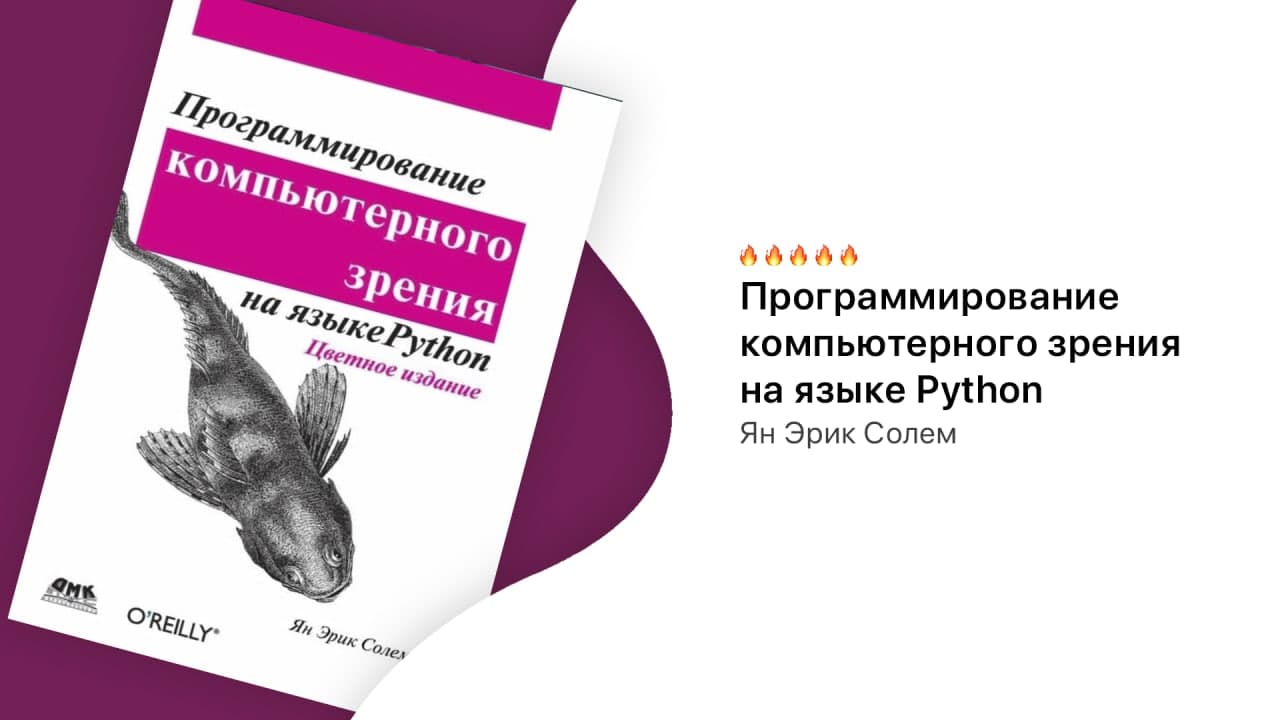 Программирование
компьютерного
зрения
на языке Python
Цветное издание
ДМК
O'REILLY®
Ян Эрик Солем
🔥🔥🔥🔥🔥
Программирование
компьютерного зрения
на языке Python
Ян Эрик Солем